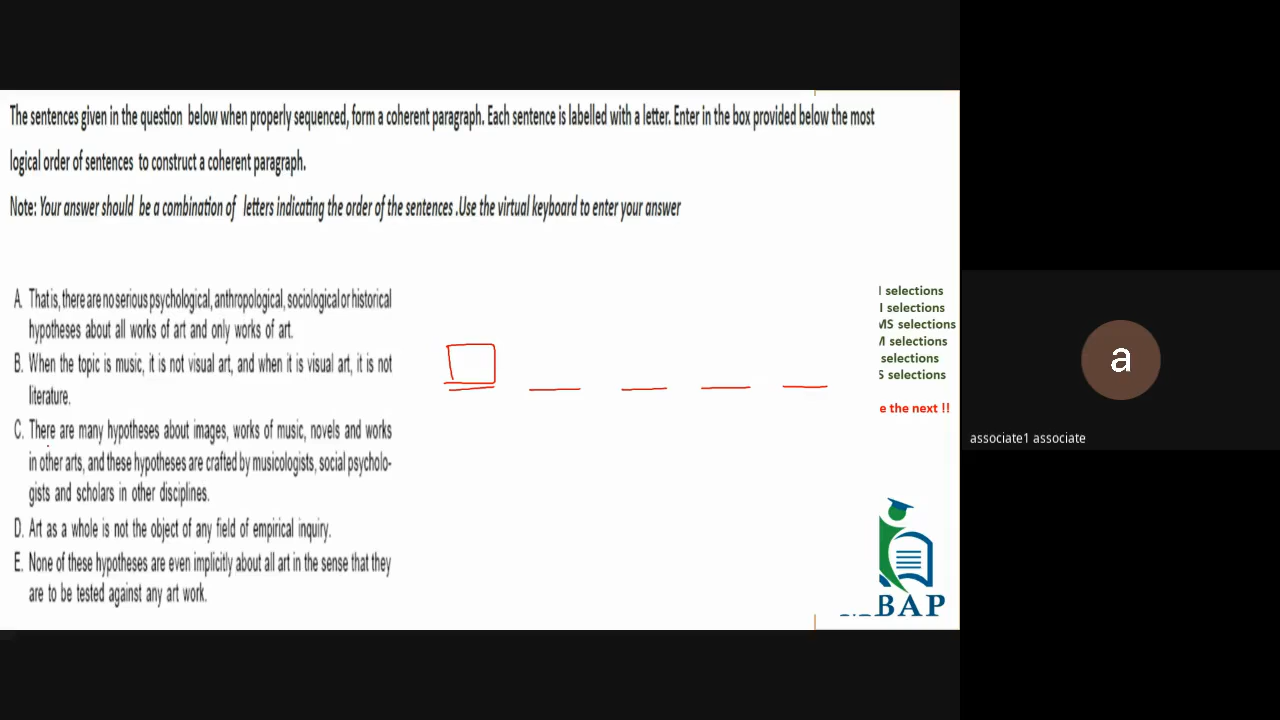 The sentences given in the question below when properly sequenced, form a coherent paragraph. Each sentence is labelled with a letter. Enter in the box provided below the most
logical order of sentences to construct a coherent paragraph.
Note: Your answer should be a combination of letters indicating the order of the sentences .Use the virtual keyboard to enter your answer
A. That is, there are no serious psychological, anthropological, sociological or historical
hypotheses about all works of art and only works of art.
B. When the topic is music, it is not visual art, and when it is visual art, it is not
literature.
C. There are many hypotheses about images, works of music, novels and works
in other arts, and these hypotheses are crafted by musicologists, social psycholo-
gists and scholars in other disciplines.
D. Art as a whole is not the object of any field of empirical inquiry.
E. None of these hypotheses are even implicitly about all art in the sense that they
are to be tested against any art work.
selections
selections
MS selections
selections
selections
S selections
e the next !!
BAP
a
associate1 associate